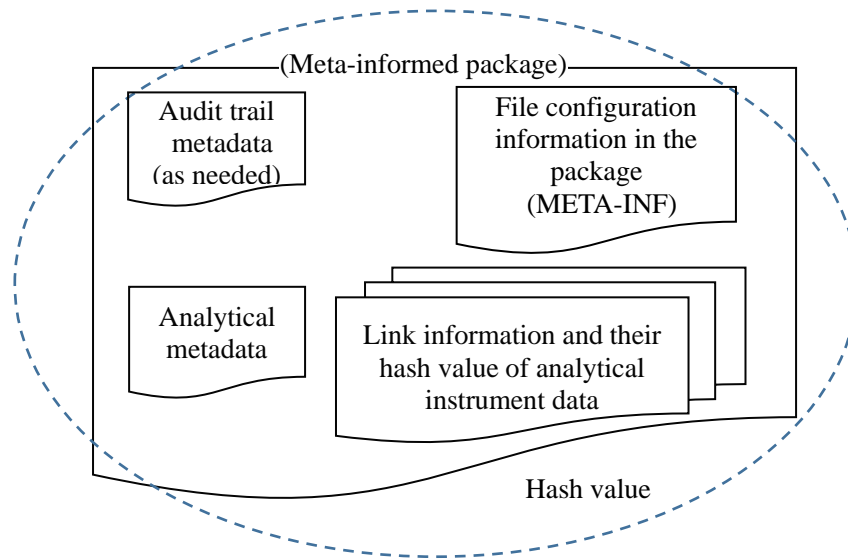 (Meta-informed package)
Audit trail
metadata
(as needed)
File configuration
information in the
package
(META-INF)
Analytical
metadata
Link information and their
hash value of analytical
instrument data
Hash value